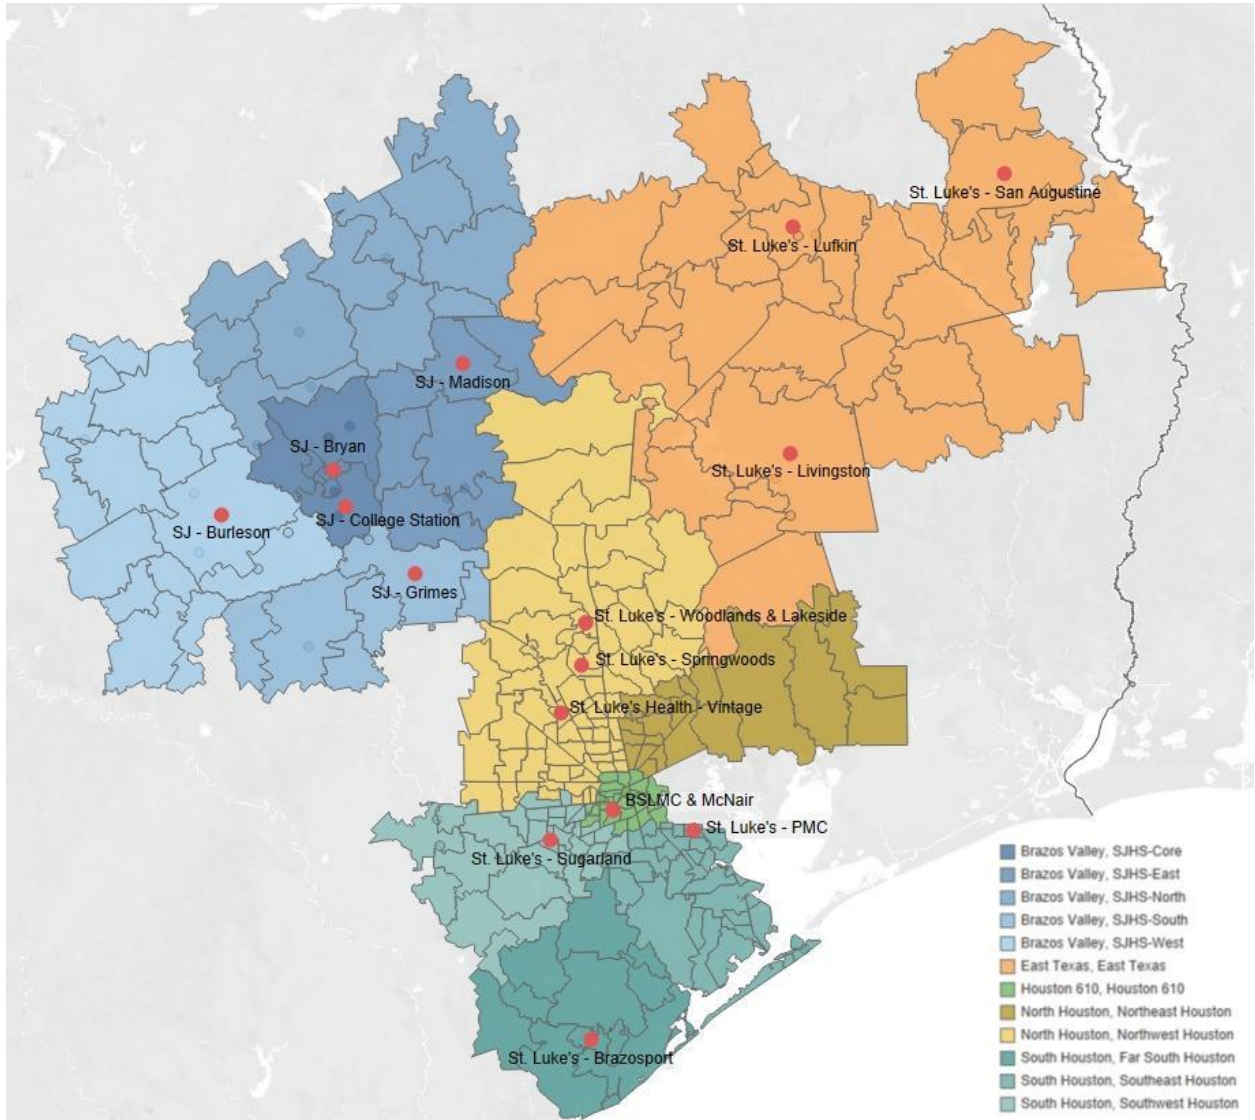 St. Luke's - San Augustine
St. Luke's - Lufkin
SJ - Madison
SJ - Bryan
St. Luke's - Livingston
SJ - College Station
SJ - Burleson
SJ - Grimes
St. Luke's - Woodlands & Lakeside
St. Luke's - Springwoods
St. Luke's Health - Vintage
BSLMC & McNair
St. Luke's - PMC
St. Luke's - Sugarland
St. Luke's - Brazosport
Brazos Valley, SJHS-Core
Brazos Valley, SJHS-East
Brazos Valley, SJHS-North
Brazos Valley, SJHS-South
Brazos Valley, SJHS-West
East Texas, East Texas
Houston 610, Houston 610
North Houston, Northeast Houston
North Houston, Northwest Houston
South Houston, Far South Houston
South Houston, Southeast Houston
South Houston, Southwest Houston